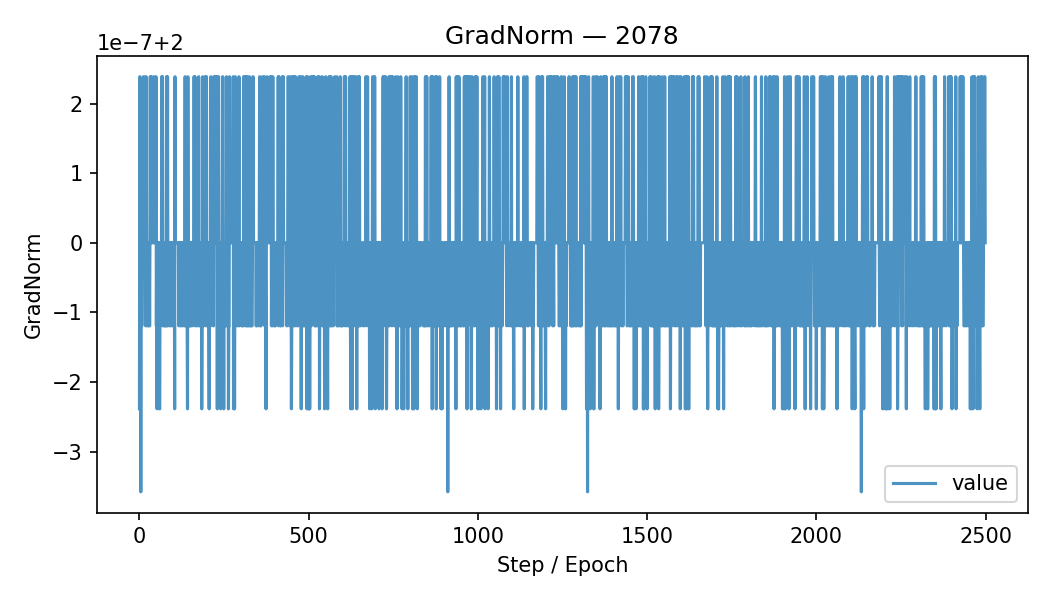 GradNorm — 2078
1e−7+2
2
1
0
−1
−2
−3
GradNorm
0
500
1000
1500
2000
2500
Step / Epoch
value